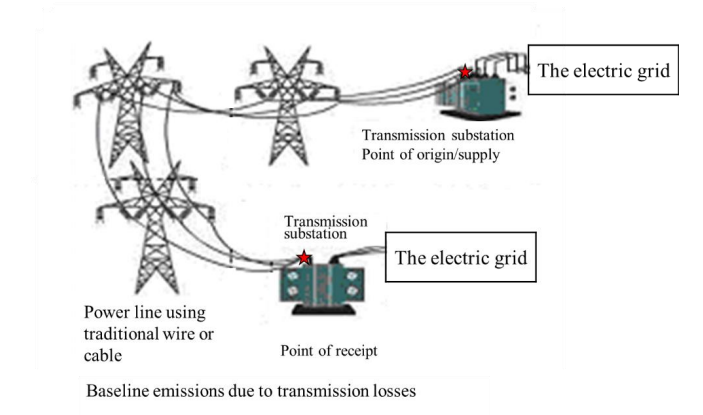 The electric grid
Transmission substation
Point of origin/supply
Transmission
substation
The electric grid
Power line using
traditional wire or
cable
Point of receipt
Baseline emissions due to transmission losses